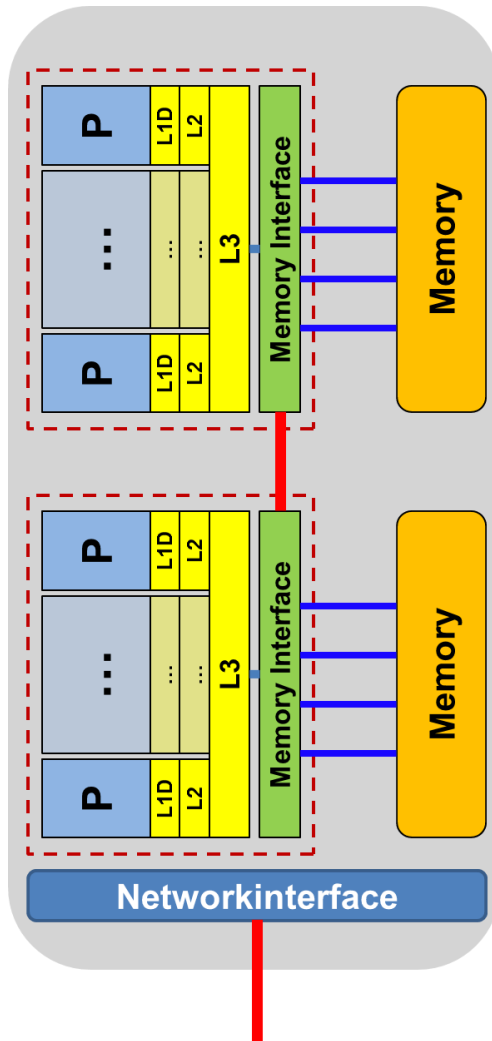 P
L1D
L2
...
...
...
L3
P
L1D
L2
Memory Interface
Memory
P
L1D
L2
...
...
...
L3
P
L1D
L2
Memory Interface
Memory
Networkinterface